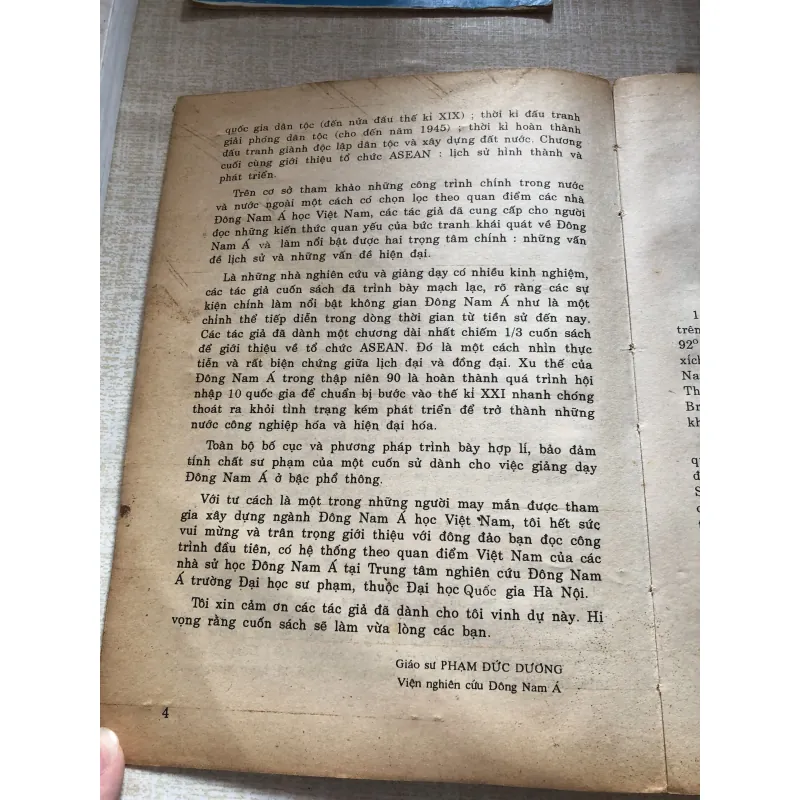 quốc gia dân tộc (đến nửa đầu thế kỉ XIX) ; thời kì đấu tranh
giải phóng dân tộc (cho đến năm 1945) ; thời kì hoàn thành
đấu tranh giành độc lập dân tộc và xây dựng đất nước. Chương
cuối cùng giới thiệu tổ chức ASEAN : lịch sử hình thành và
phát triển.
Trên cơ sở tham khảo những công trình chính trong nước
và nước ngoài một cách có chọn lọc theo quan điểm các nhà
Đông Nam Á học Việt Nam, các tác giả đã cung cấp cho người
đọc những kiến thức quan yếu của bức tranh khái quát về Đông
Nam Á và làm nổi bật được hai trọng tâm chính : những vấn
đề lịch sử và những vấn đề hiện đại.
Là những nhà nghiên cứu và giảng dạy có nhiều kinh nghiệm,
các tác giả cuốn sách đã trình bày mạch lạc, rõ ràng các sự
kiện chính làm nổi bật không gian Đông Nam Á như là một
chỉnh thể tiếp diễn trong dòng thời gian từ tiền sử đến nay.
Các tác giả đã dành một chương dài nhất chiếm 1/3 cuốn sách
để giới thiệu về tổ chức ASEAN. Đó là một cách nhìn thực
tiễn và rất biện chứng giữa lịch đại và đồng đại. Xu thế của
Đông Nam Á trong thập niên 90 là hoàn thành quá trình hội
nhập 10 quốc gia để chuẩn bị bước vào thế kỉ XXI nhanh chóng
thoát ra khỏi tình trạng kém phát triển để trở thành những
nước công nghiệp hóa và hiện đại hóa.
Toàn bộ bố cục và phương pháp trình bày hợp lí, bảo đảm
tính chất sư phạm của một cuốn sử dành cho việc giảng dạy
Đông Nam Á ở bậc phổ thông.
Với tư cách là một trong những người may mắn được tham
gia xây dựng ngành Đông Nam Á học Việt Nam, tôi hết sức
vui mừng và trân trọng giới thiệu với đông đảo bạn đọc công
trình đầu tiên, có hệ thống theo quan điểm Việt Nam của các
nhà sử học Đông Nam Á tại Trung tâm nghiên cứu Đông Nam
Á trường Đại học sư phạm, thuộc Đại học Quốc gia Hà Nội.
Tôi xin cảm ơn các tác giả đã dành cho tôi vinh dự này. Hi
vọng rằng cuốn sách sẽ làm vừa lòng các bạn.
Giáo sư PHẠM ĐỨC DƯƠNG
Viện nghiên cứu Đông Nam Á
4
1
trên
92°
xích
Na
Th
Br
kh
q
đ
S
c